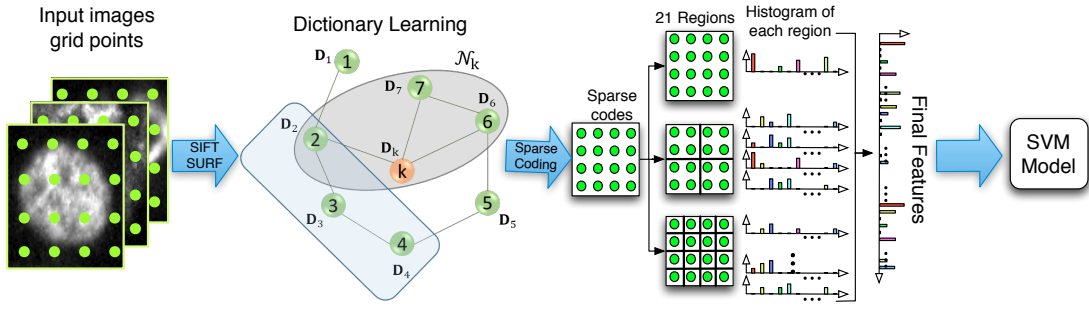 Input images
grid points
SIFT
SURF
Dictionary Learning
D₁
1
𝒩k
D₇
7
D₆
6
D₂
2
Dk
k
D₃
3
D₄
4
5
D₅
Sparse
Coding
Sparse
codes
21 Regions
Histogram of
each region
Final Features
SVM
Model